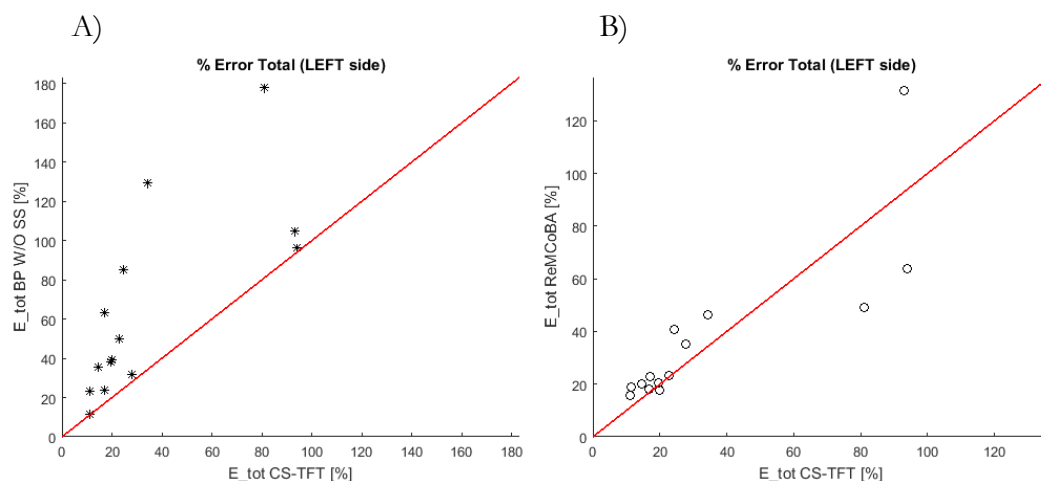 A)
% Error Total (LEFT side)
E_tot BP W/O SS [%]
180
160
140
120
100
80
60
40
20
0
0 20 40 60 80 100 120 140 160 180
E_tot CS-TFT [%]
B)
% Error Total (LEFT side)
E_tot ReMCoBA [%]
120
100
80
60
40
20
0
0 20 40 60 80 100 120
E_tot CS-TFT [%]